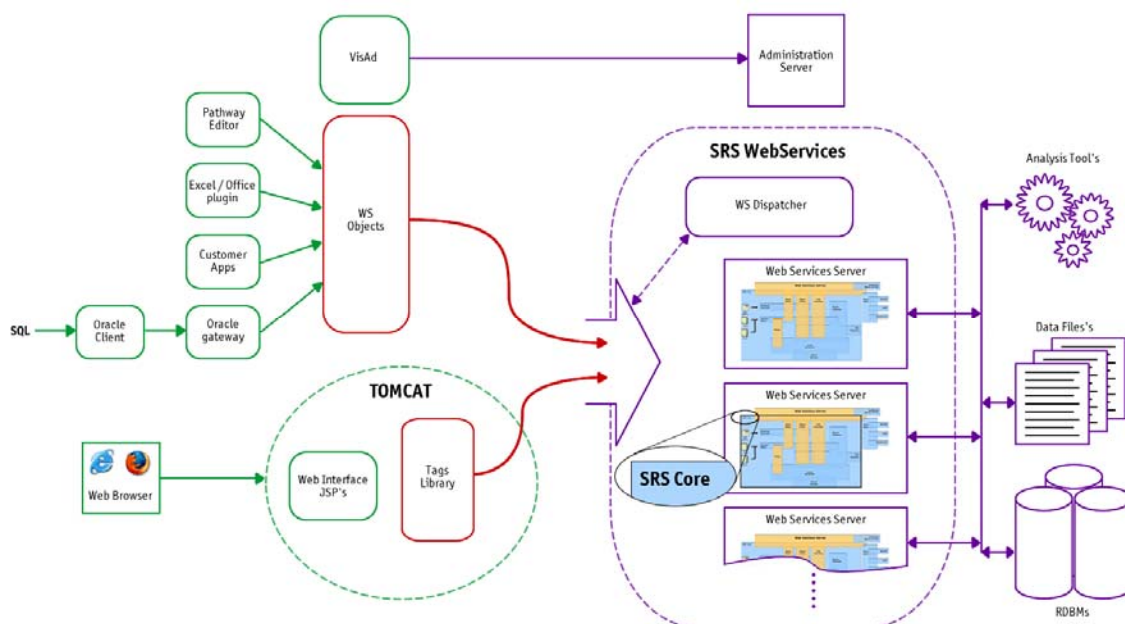 VisAd
Administration
Server
Pathway
Editor
Excel / Office
plugin
Customer
Apps
SQL
Oracle
Client
Oracle
gateway
WS
Objects
TOMCAT
Web Browser
Web Interface
JSP's
Tags
Library
SRS WebServices
WS Dispatcher
Web Services Server
Web Services Server
SRS Core
Web Services Server
Analysis Tool's
Data Files's
RDBMs